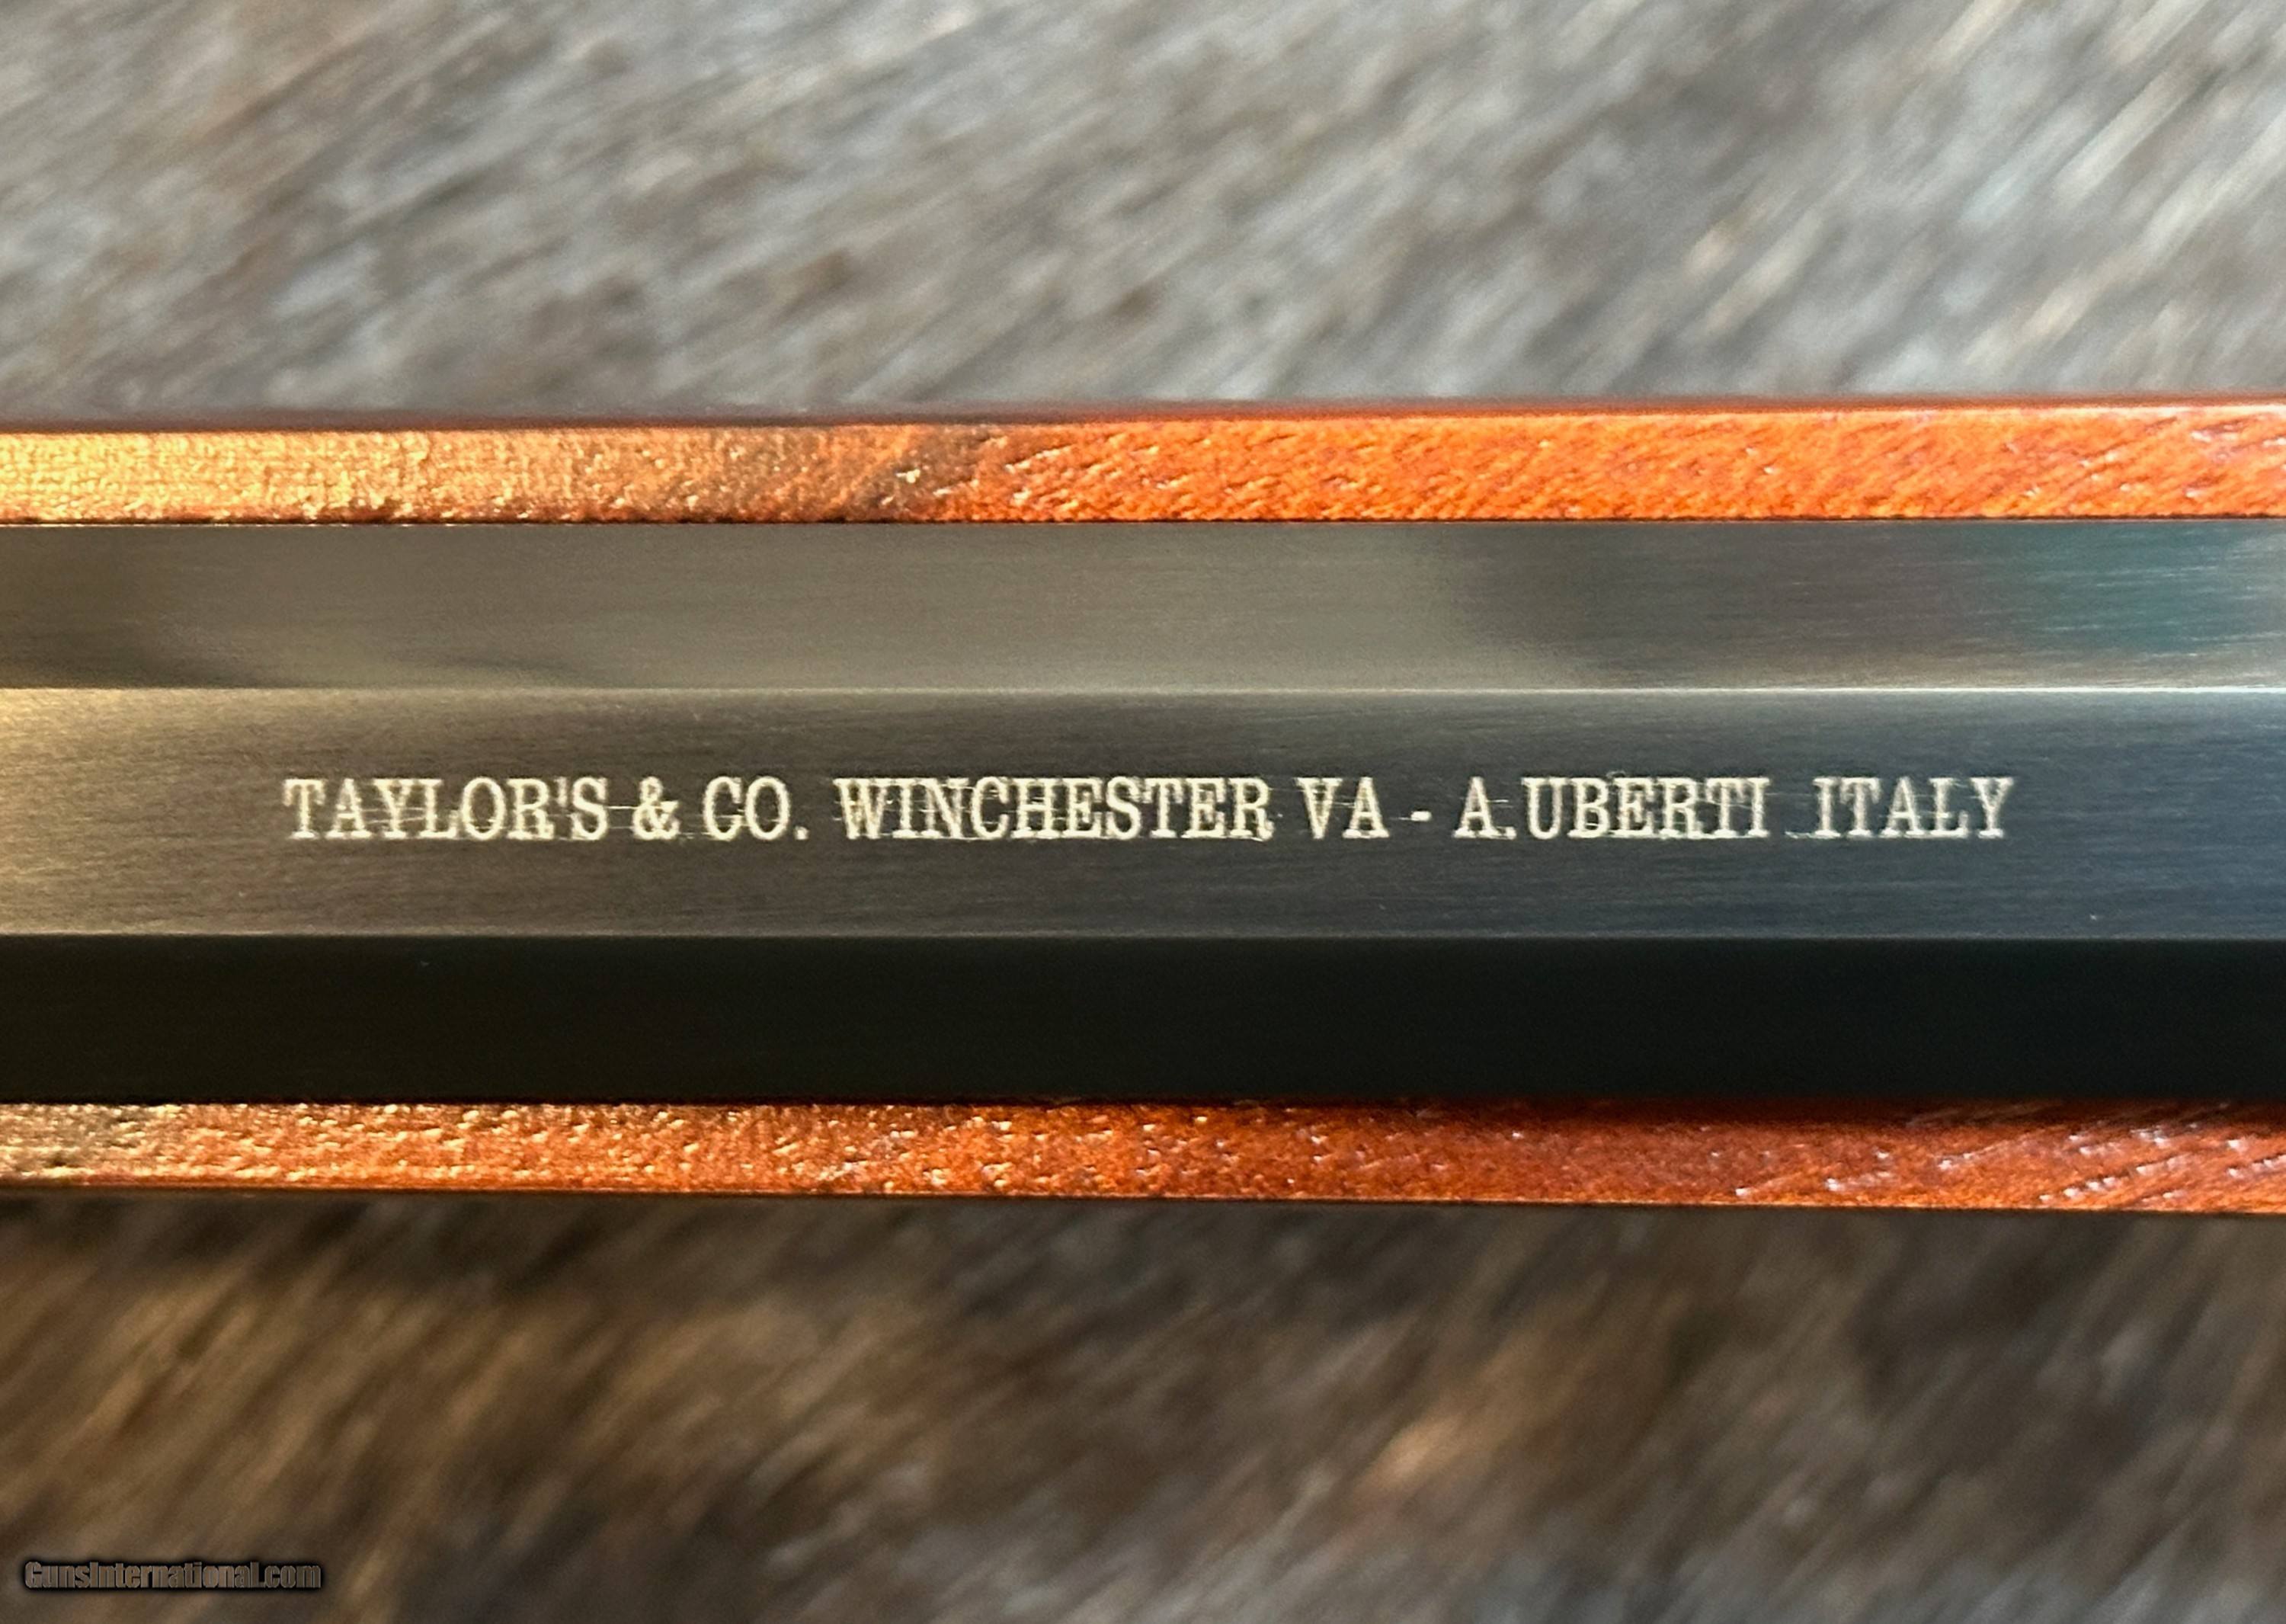 TAYLOR'S & CO. WINCHESTER VA - A.UBERTI ITALY
GunsInternational.com